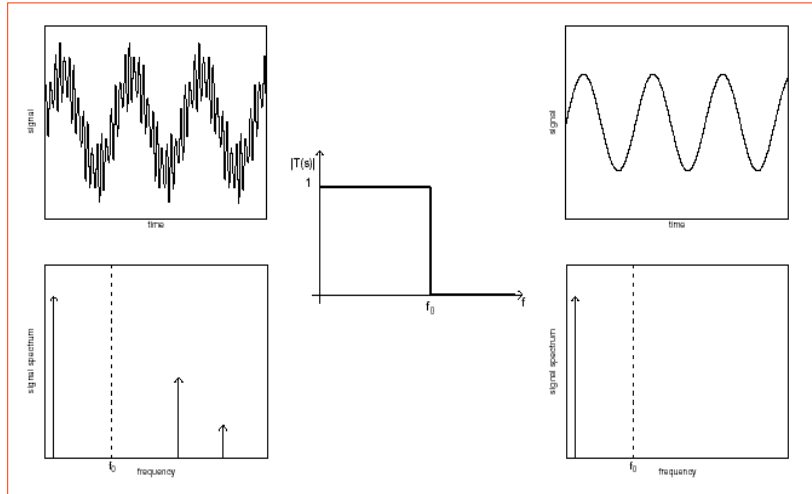 signal
time
signal spectrum
f0
frequency
|T(s)|
1
f0
f
signal
time
signal spectrum
f0
frequency